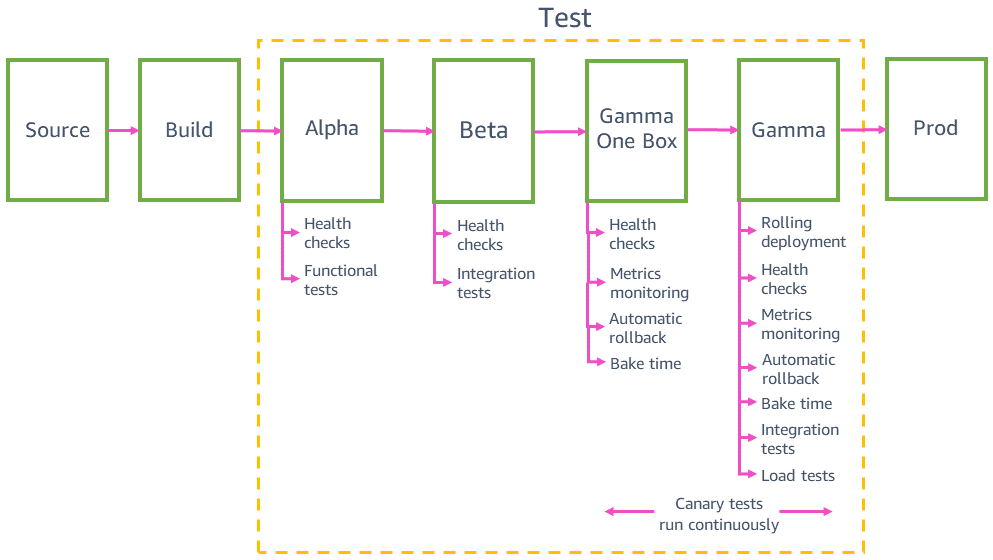 Test
Source
Build
Alpha
Beta
Gamma
One Box
Gamma
Prod
Health
checks
Functional
tests
Health
checks
Integration
tests
Health
checks
Metrics
monitoring
Automatic
rollback
Bake time
Rolling
deployment
Health
checks
Metrics
monitoring
Automatic
rollback
Bake time
Integration
tests
Load tests
Canary tests
run continuously